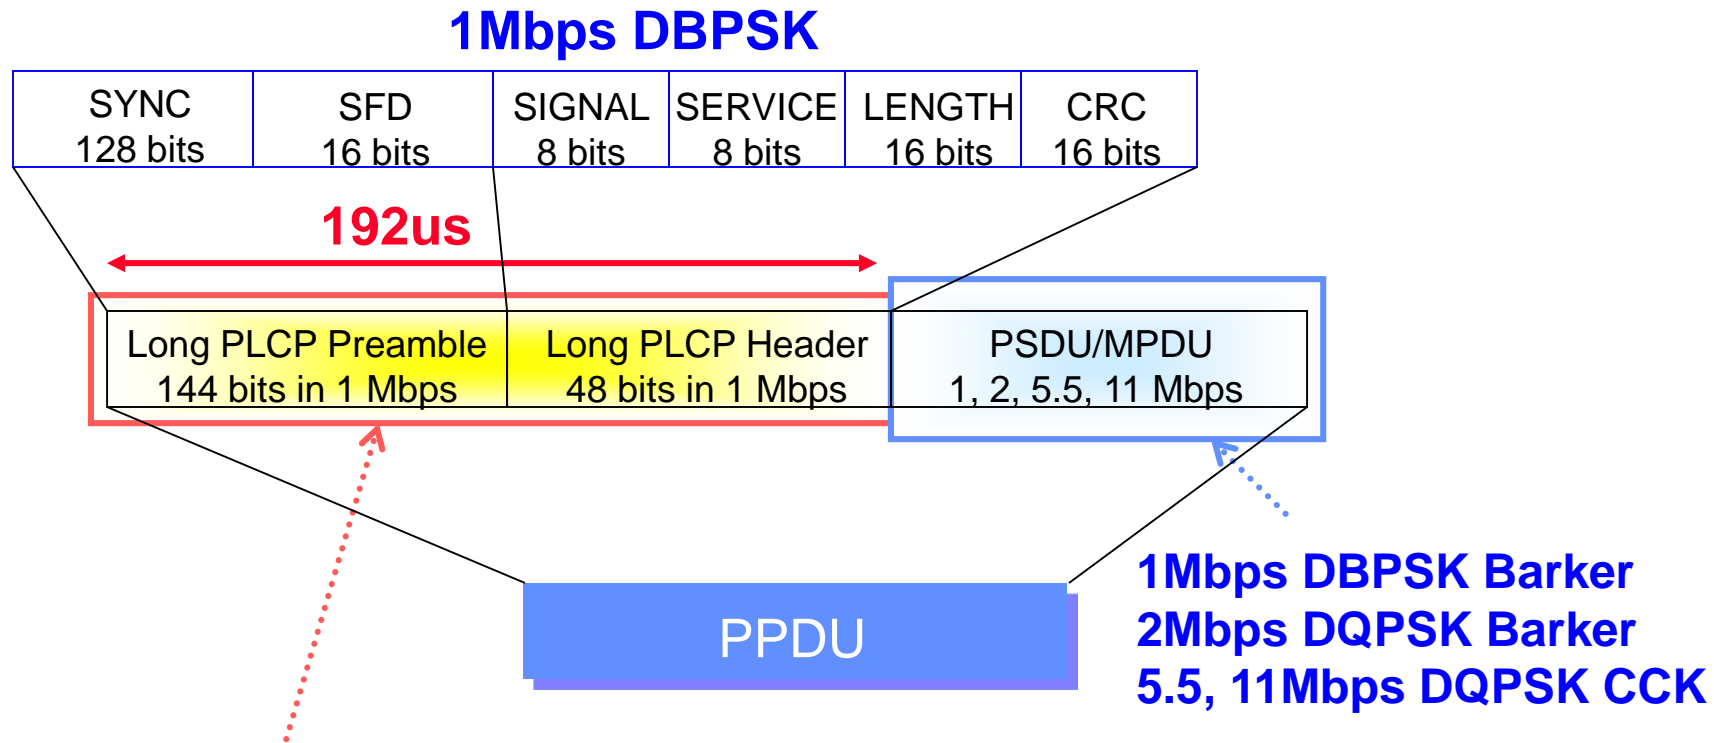 1Mbps DBPSK
SYNC
128 bits
SFD
16 bits
SIGNAL
8 bits
SERVICE
8 bits
LENGTH
16 bits
CRC
16 bits
192us
Long PLCP Preamble
144 bits in 1 Mbps
Long PLCP Header
48 bits in 1 Mbps
PSDU/MPDU
1, 2, 5.5, 11 Mbps
PPDU
1Mbps DBPSK Barker
2Mbps DQPSK Barker
5.5, 11Mbps DQPSK CCK